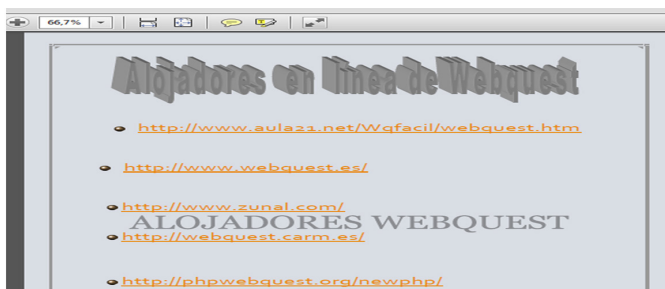 66,7%
Alojadores en linea de Webquest
http://www.aula21.net/Wqfacil/webquest.htm
http://www.webquest.es/
http://www.zunal.com/
ALOJADORES WEBQUEST
http://webquest.carm.es/
http://phpwebquest.org/newphp/